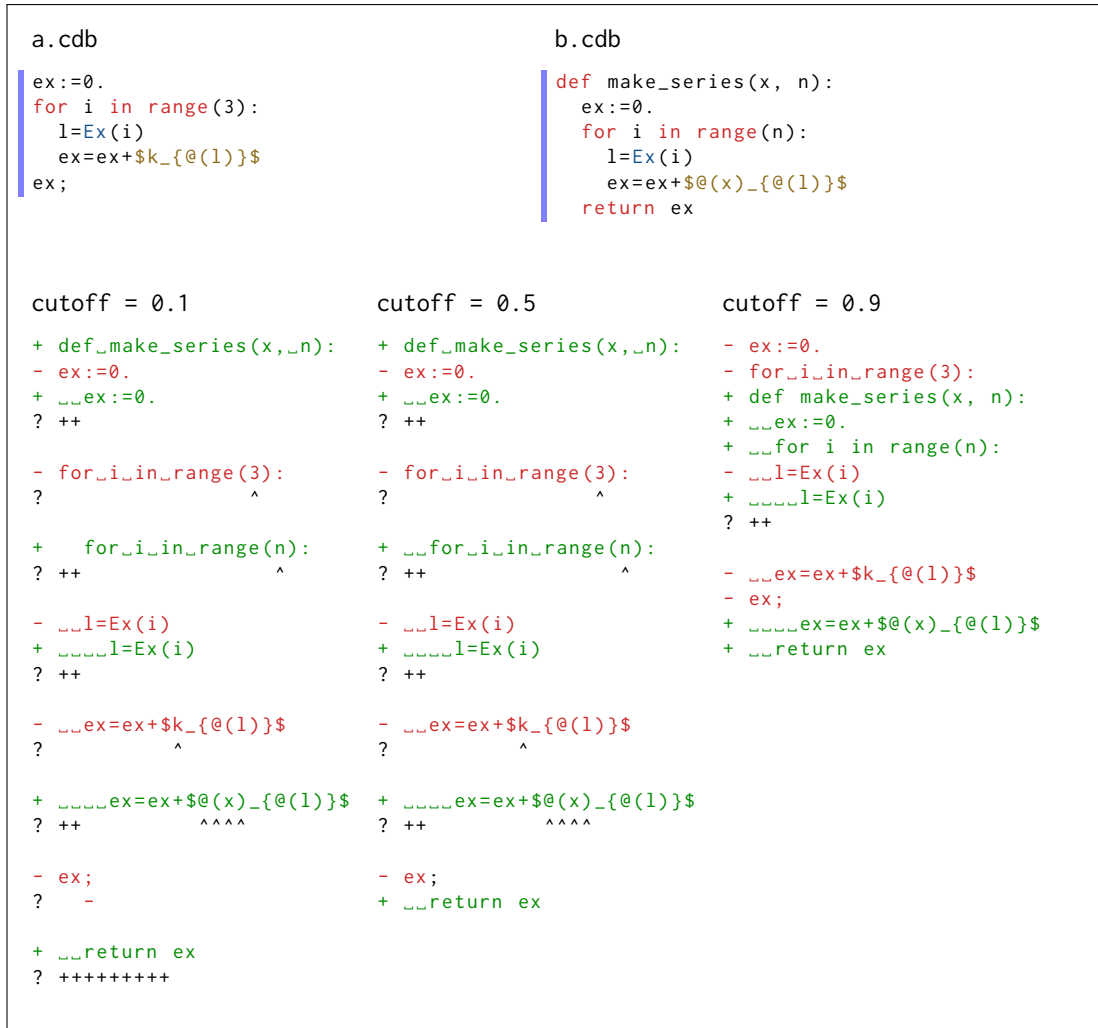 a.cdb
ex:=0.
for i in range(3):
  l=Ex(i)
  ex=ex+$k_{@(l)}$
ex;
b.cdb
def make_series(x, n):
  ex:=0.
  for i in range(n):
    l=Ex(i)
    ex=ex+$@(x)_{@(l)}$
  return ex
cutoff = 0.1
+ def␣make_series(x,␣n):
- ex:=0.
+ ␣␣ex:=0.
? ++
- for␣i␣in␣range(3):
?                ^
+   for␣i␣in␣range(n):
? ++               ^
- ␣␣l=Ex(i)
+ ␣␣␣␣l=Ex(i)
? ++
- ␣␣ex=ex+$k_{@(l)}$
?          ^
+ ␣␣␣␣ex=ex+$@(x)_{@(l)}$
? ++         ^^^^
- ex;
?   -
+ ␣␣return ex
? +++++++++
cutoff = 0.5
+ def␣make_series(x,␣n):
- ex:=0.
+ ␣␣ex:=0.
? ++
- for␣i␣in␣range(3):
?                ^
+ ␣␣for␣i␣in␣range(n):
? ++               ^
- ␣␣l=Ex(i)
+ ␣␣␣␣l=Ex(i)
? ++
- ␣␣ex=ex+$k_{@(l)}$
?          ^
+ ␣␣␣␣ex=ex+$@(x)_{@(l)}$
? ++         ^^^^
- ex;
+ ␣␣return ex
cutoff = 0.9
- ex:=0.
- for␣i␣in␣range(3):
+ def make_series(x, n):
+ ␣␣ex:=0.
+ ␣␣for i in range(n):
- ␣␣l=Ex(i)
+ ␣␣␣␣l=Ex(i)
? ++
- ␣␣ex=ex+$k_{@(l)}$
- ex;
+ ␣␣␣␣ex=ex+$@(x)_{@(l)}$
+ ␣␣return ex